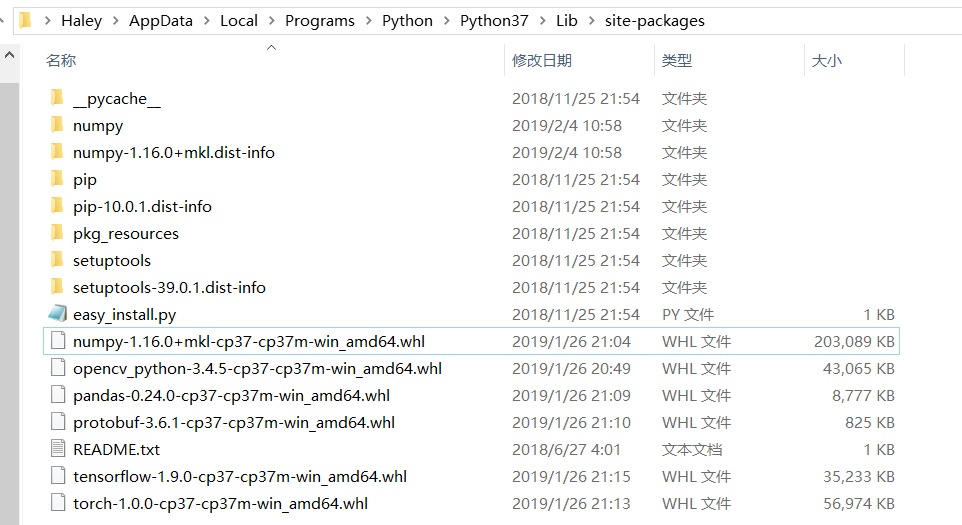 Haley > AppData > Local > Programs > Python > Python37 > Lib > site-packages
名称 修改日期 类型 大小
__pycache__ 2018/11/25 21:54 文件夹
numpy 2019/2/4 10:58 文件夹
numpy-1.16.0+mkl.dist-info 2019/2/4 10:58 文件夹
pip 2018/11/25 21:54 文件夹
pip-10.0.1.dist-info 2018/11/25 21:54 文件夹
pkg_resources 2018/11/25 21:54 文件夹
setuptools 2018/11/25 21:54 文件夹
setuptools-39.0.1.dist-info 2018/11/25 21:54 文件夹
easy_install.py 2018/11/25 21:54 PY 文件 1 KB
numpy-1.16.0+mkl-cp37-cp37m-win_amd64.whl 2019/1/26 21:04 WHL 文件 203,089 KB
opencv_python-3.4.5-cp37-cp37m-win_amd64.whl 2019/1/26 20:49 WHL 文件 43,065 KB
pandas-0.24.0-cp37-cp37m-win_amd64.whl 2019/1/26 21:09 WHL 文件 8,777 KB
protobuf-3.6.1-cp37-cp37m-win_amd64.whl 2019/1/26 21:10 WHL 文件 825 KB
README.txt 2018/6/27 4:01 文本文档 1 KB
tensorflow-1.9.0-cp37-cp37m-win_amd64.whl 2019/1/26 21:15 WHL 文件 35,233 KB
torch-1.0.0-cp37-cp37m-win_amd64.whl 2019/1/26 21:13 WHL 文件 56,974 KB